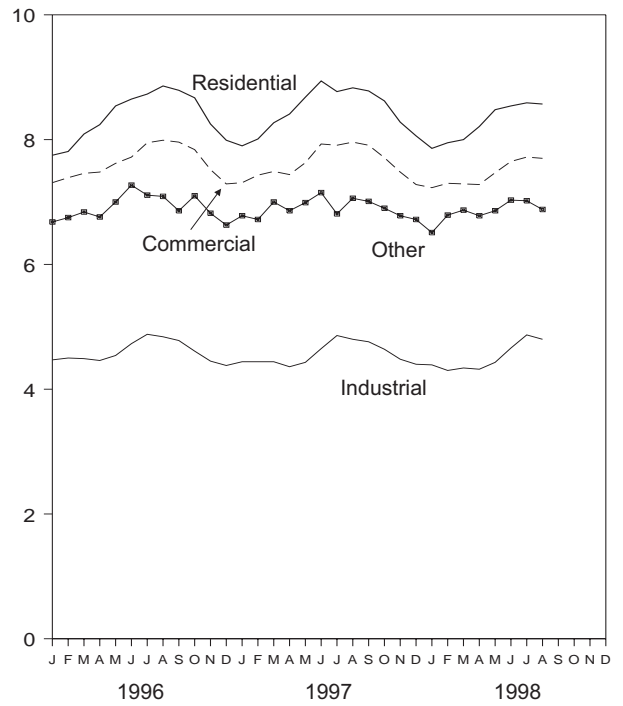 10
Residential
8
Commercial
Other
6
4
Industrial
2
0
J F M A M J J A S O N D J F M A M J J A S O N D J F M A M J J A S O N D
1996 1997 1998